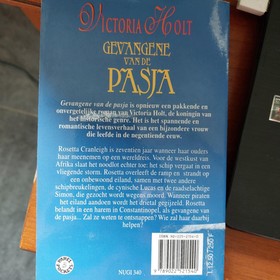 VICTORIA HOLT
GEVANGENE
VAN DE
PASJA
Gevangene van de pasja is opnieuw een pakkende en
onvergetelijke roman van Victoria Holt, de koningin van
het historische genre. Het is het spannende en
romantische levensverhaal van een bijzondere vrouw
die leefde in de negentiende eeuw.
Rosetta Cranleigh is zeventien jaar wanneer haar ouders
haar meenemen op een wereldreis. Voor de westkust van
Afrika slaat het noodlot echter toe: het schip vergaat in een
vliegende storm. Rosetta overleeft de ramp en strandt op
een onbewoond eiland, samen met twee andere
schipbreukelingen, de cynische Lucas en de raadselachtige
Simon, die gezocht wordt wegens moord. Wanneer piraten
het eiland aandoen wordt het drietal gegijzeld. Rosetta
belandt in een harem in Constantinopel, als gevangene van
de pasja... Zal ze weten te ontsnappen? Wie zal haar daarbij
helpen?
NUGI 340